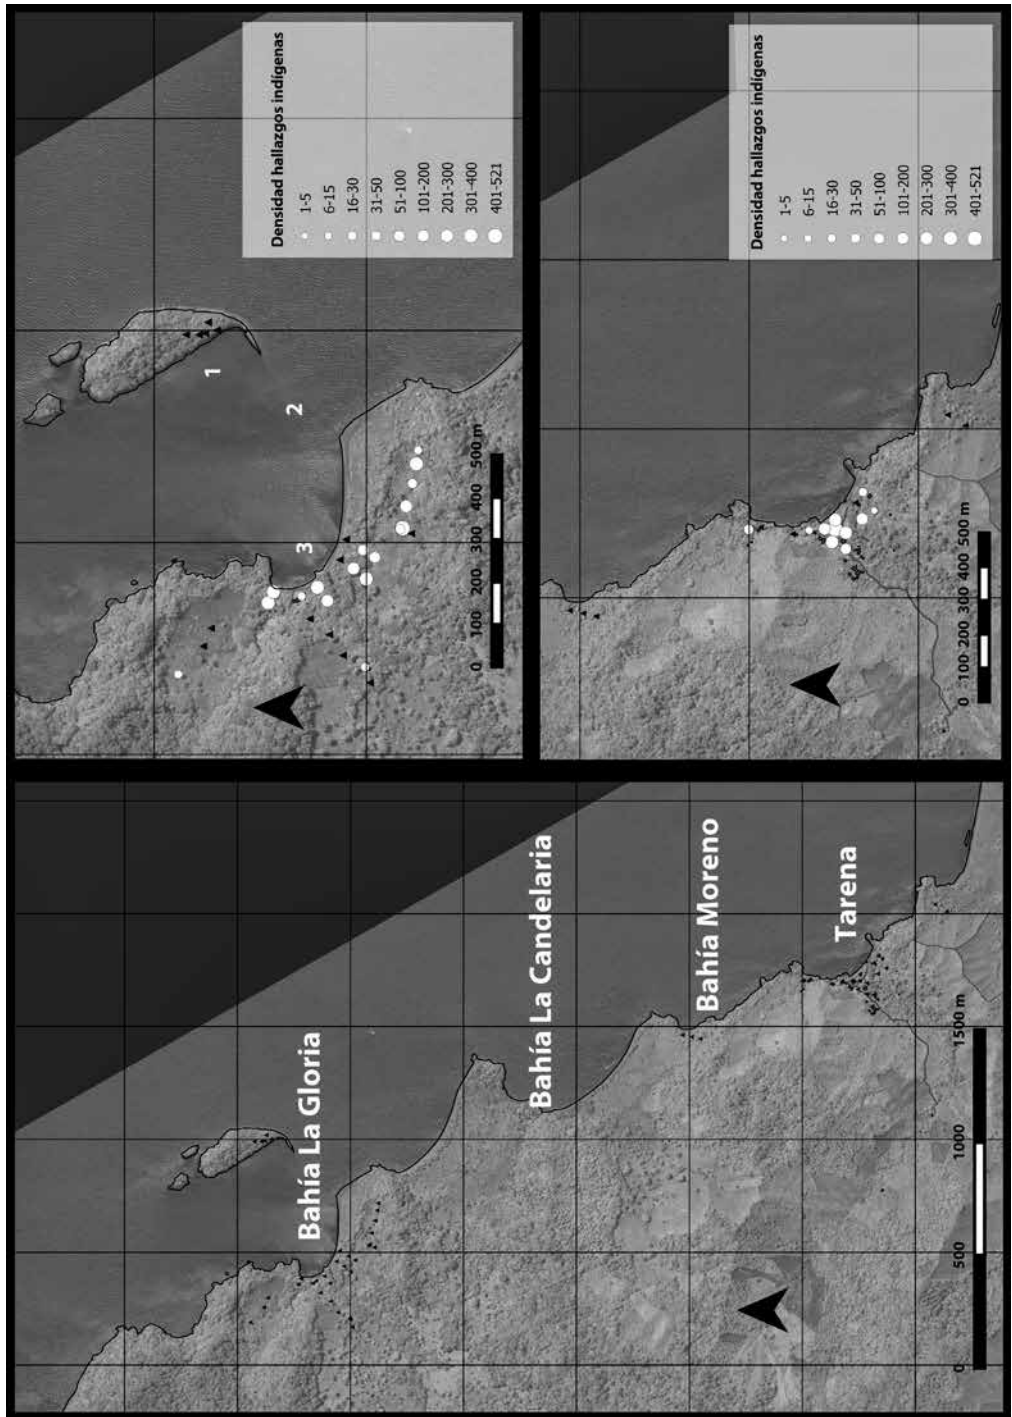 Bahía La Gloria
Bahía La Candelaria
Bahía Moreno
Tarena
0 500 1000 1500 m
1
2
3
Densidad hallazgos indígenas
1-5
6-15
16-30
31-50
51-100
101-200
201-300
301-400
401-521
0 100 200 300 400 500 m
Densidad hallazgos indígenas
1-5
6-15
16-30
31-50
51-100
101-200
201-300
301-400
401-521
0 100 200 300 400 500 m